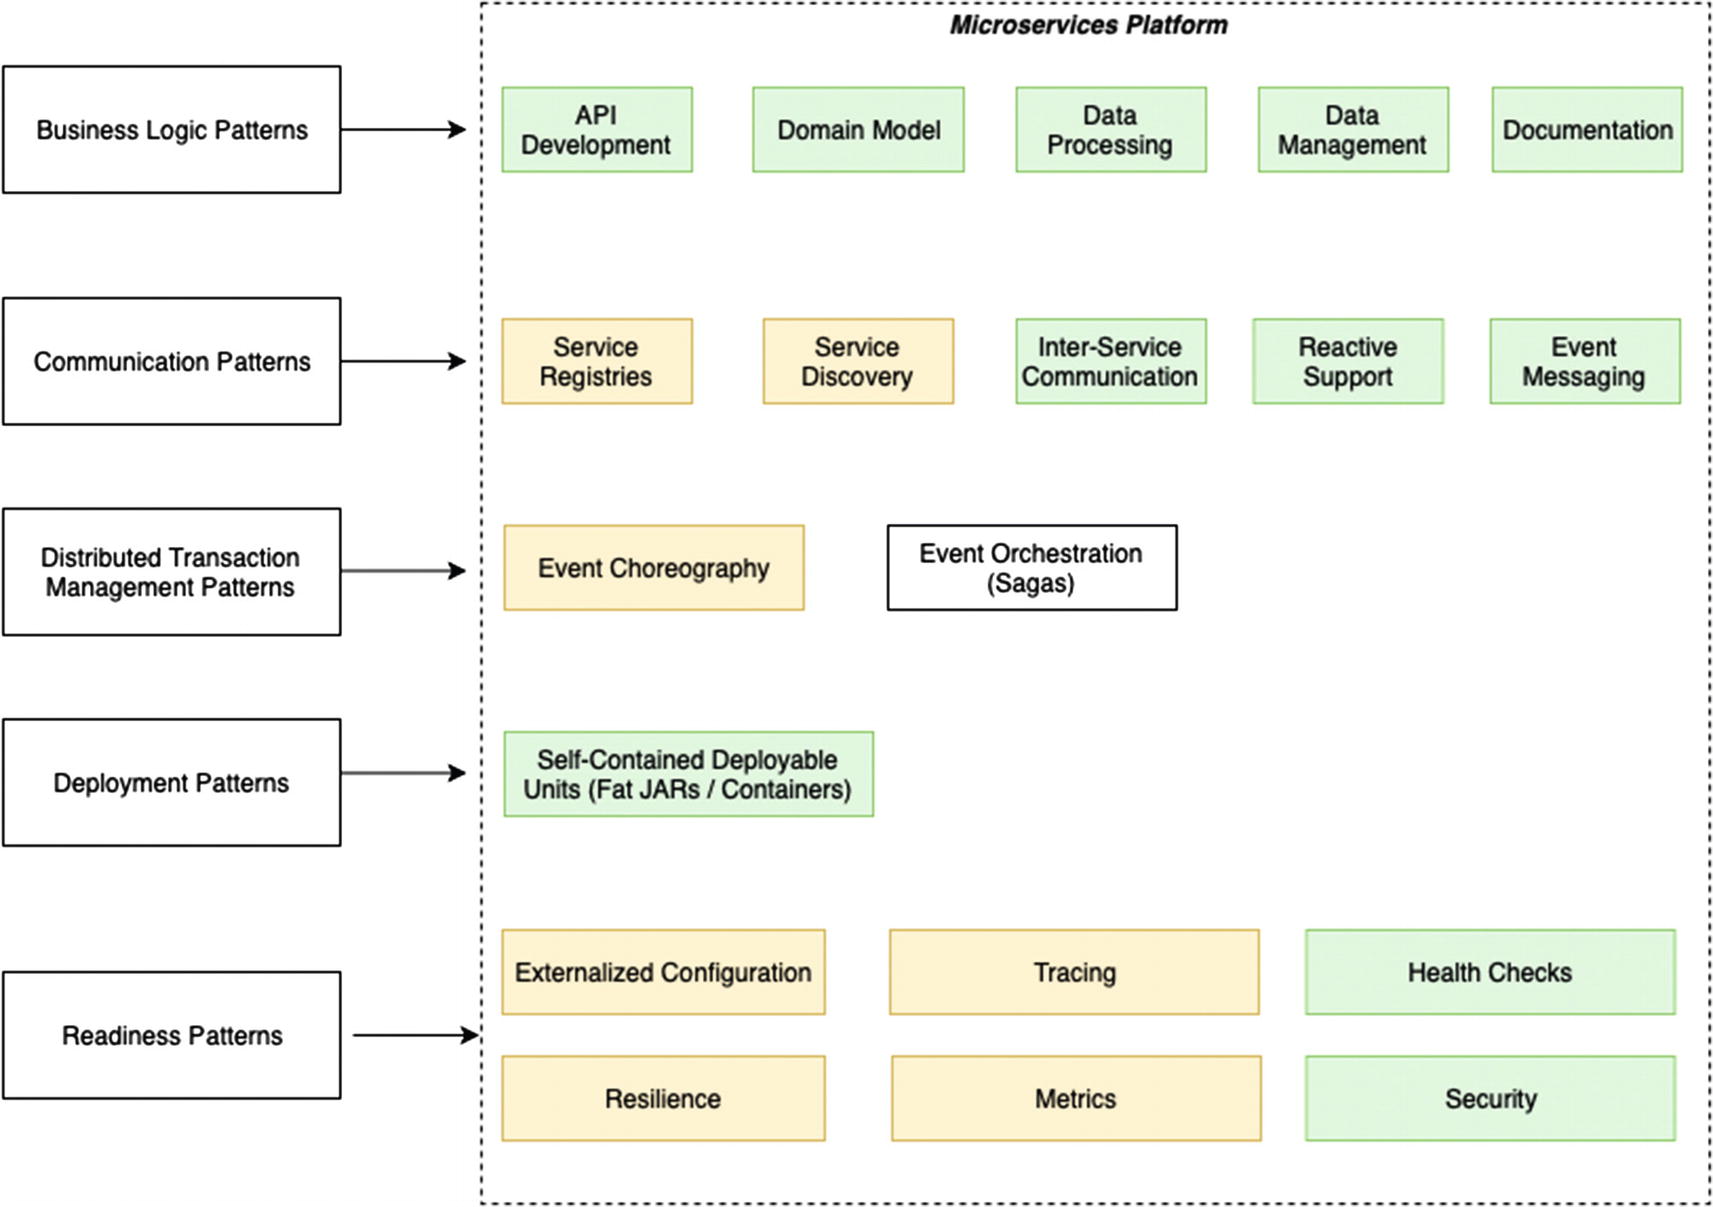 Microservices Platform
Business Logic Patterns
API
Development
Domain Model
Data
Processing
Data
Management
Documentation
Communication Patterns
Service
Registries
Service
Discovery
Inter-Service
Communication
Reactive
Support
Event
Messaging
Distributed Transaction
Management Patterns
Event Choreography
Event Orchestration
(Sagas)
Deployment Patterns
Self-Contained Deployable
Units (Fat JARs / Containers)
Readiness Patterns
Externalized Configuration
Tracing
Health Checks
Resilience
Metrics
Security